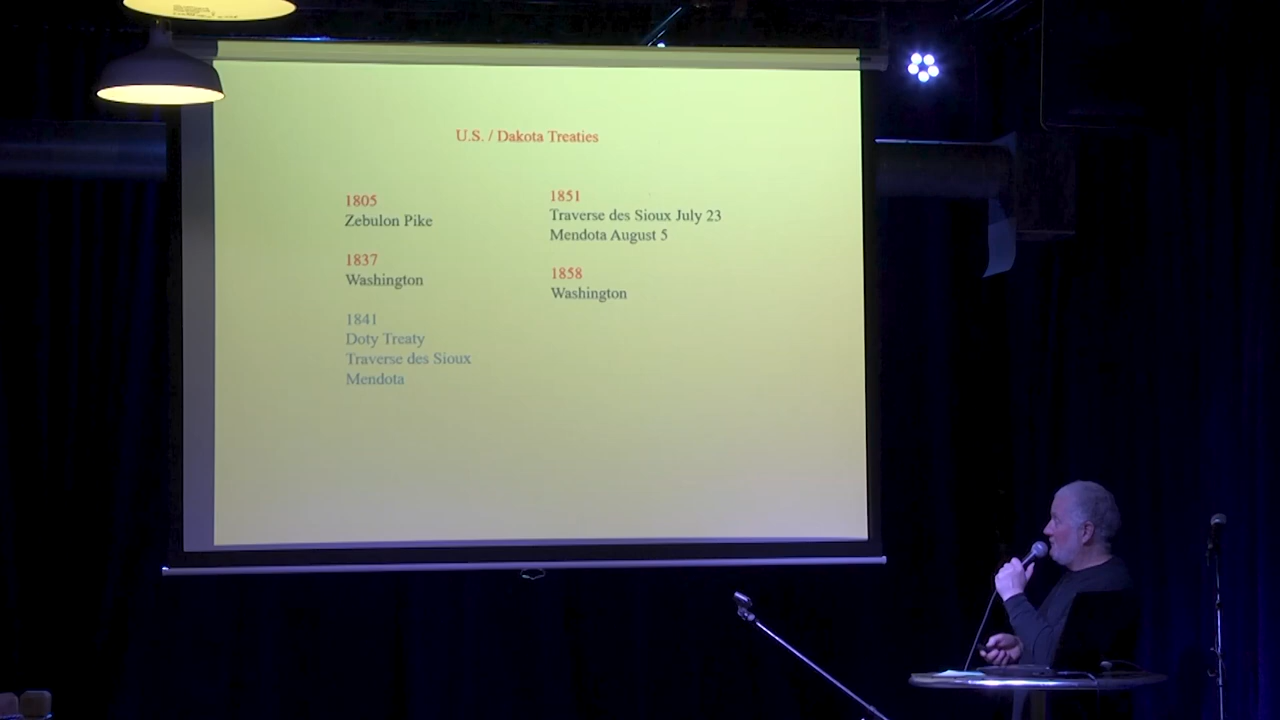 U.S. / Dakota Treaties
1805
Zebulon Pike
1837
Washington
1841
Doty Treaty
Traverse des Sioux
Mendota
1851
Traverse des Sioux July 23
Mendota August 5
1858
Washington